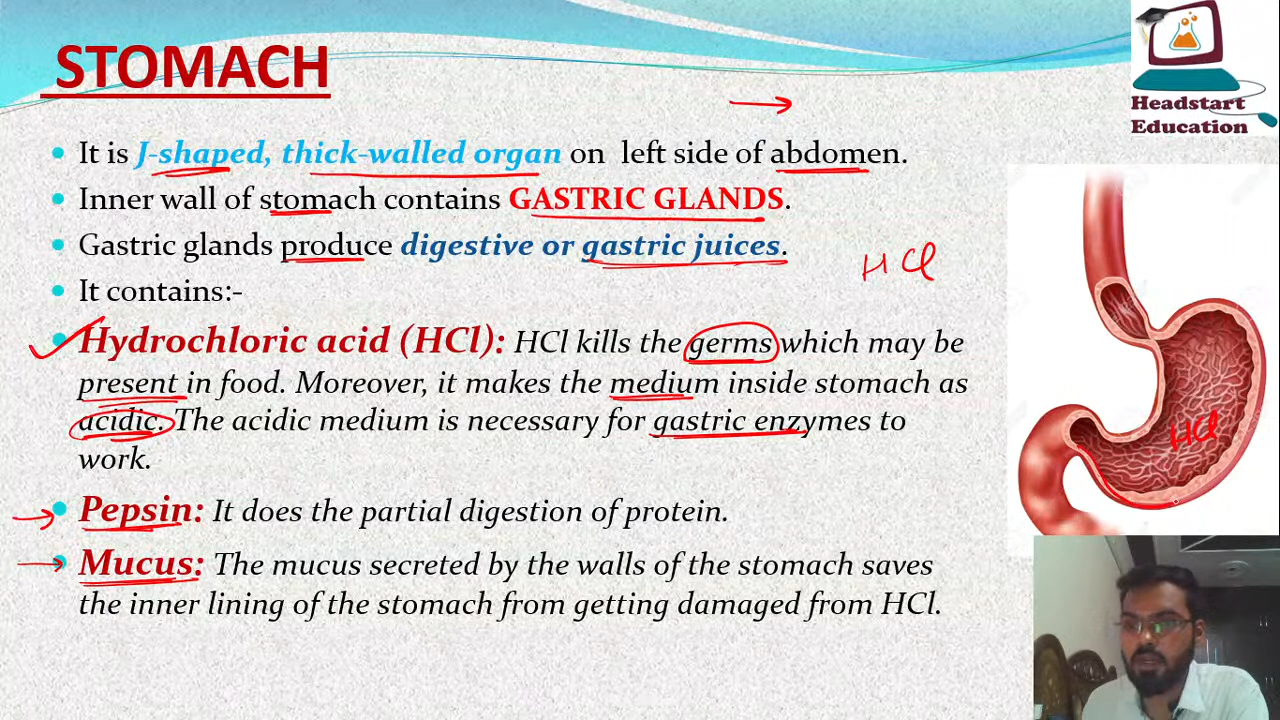 STOMACH
Headstart
Education
It is J-shaped, thick-walled organ on left side of abdomen.
Inner wall of stomach contains GASTRIC GLANDS.
Gastric glands produce digestive or gastric juices.
HCl
It contains:-
Hydrochloric acid (HCl): HCl kills the germs which may be
present in food. Moreover, it makes the medium inside stomach as
acidic. The acidic medium is necessary for gastric enzymes to
work.
HCl
Pepsin: It does the partial digestion of protein.
Mucus: The mucus secreted by the walls of the stomach saves
the inner lining of the stomach from getting damaged from HCl.